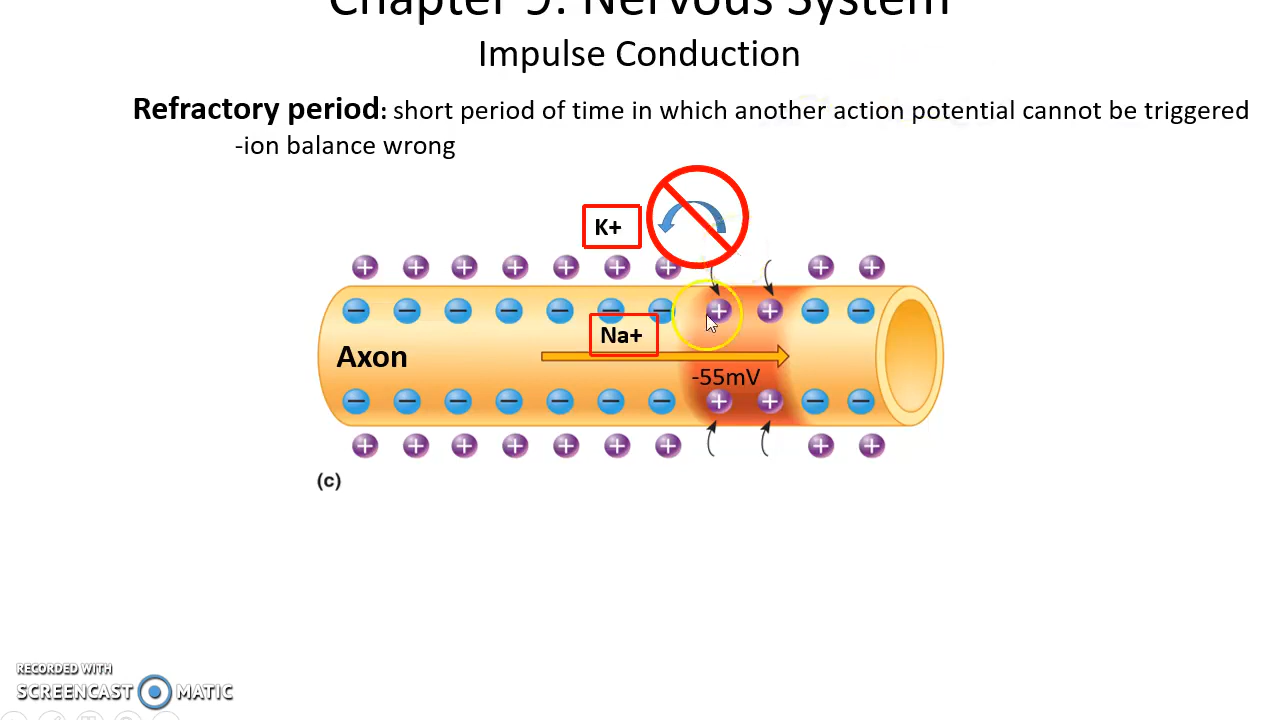 Chapter 9: Nervous System
Impulse Conduction
Refractory period: short period of time in which another action potential cannot be triggered
-ion balance wrong
K+
Na+
Axon
-55mV
(c)
RECORDED WITH
SCREENCAST MATIC